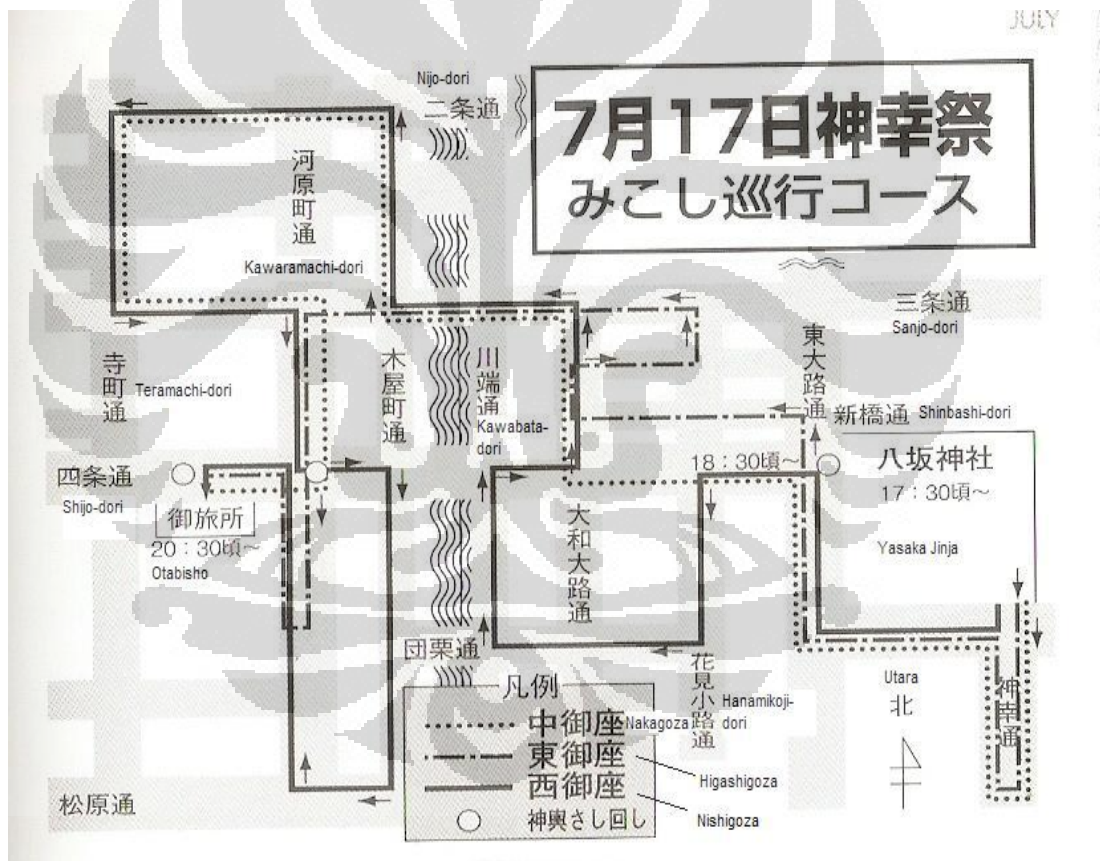 JULY
7月17日神幸祭
みこし巡行コース
Nijo-dori
二条通
河原町通
Kawaramachi-dori
三条通
Sanjo-dori
寺町通
Teramachi-dori
木屋町通
川端通
Kawabata-
dori
東大路通
新橋通 Shinbashi-dori
四条通
Shijo-dori
18:30頃~
八坂神社
17:30頃~
Yasaka Jinja
御旅所
20:30頃~
Otabisho
大和大路通
団栗通
花見小路通
Hanamikoji-
dori
Utara
北
神幸通
松原通
凡例
中御座 Nakagoza
東御座
Higashigoza
西御座
Nishigoza
神輿さし回し